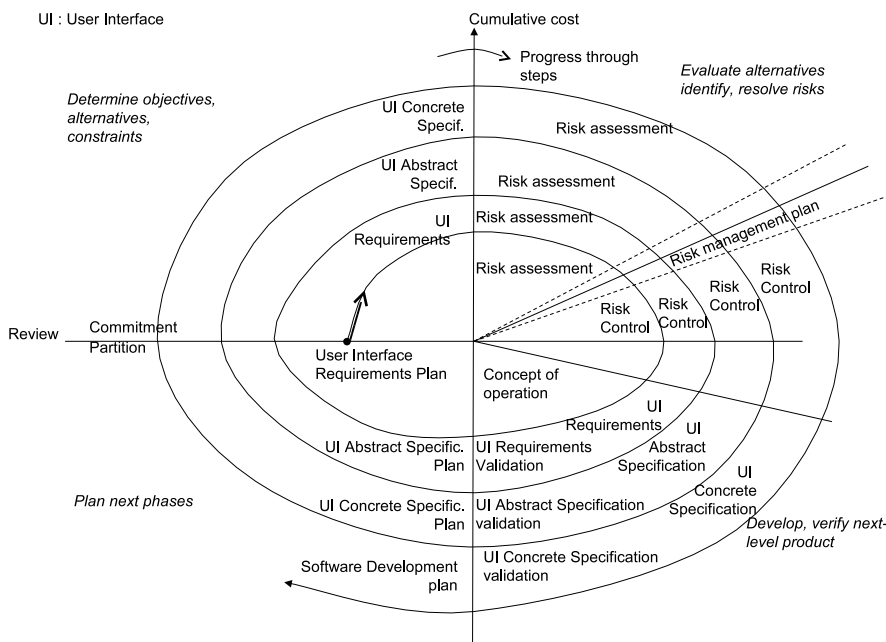 UI : User Interface
Cumulative cost
Progress through
steps
Evaluate alternatives
identify, resolve risks
Determine objectives,
alternatives,
constraints
UI Concrete
Specif.
Risk assessment
UI Abstract
Specif.
Risk assessment
UI
Requirements
Risk assessment
Risk assessment
Risk management plan
Risk
Control
Risk
Control
Risk
Control
Risk
Control
Review
Commitment
Partition
User Interface
Requirements Plan
Concept of
operation
UI
Requirements
UI
Abstract
Specification
UI
Concrete
Specification
UI Abstract Specific.
Plan
UI Requirements
Validation
Plan next phases
UI Concrete Specific.
Plan
UI Abstract Specification
validation
Develop, verify next-
level product
Software Development
plan
UI Concrete Specification
validation